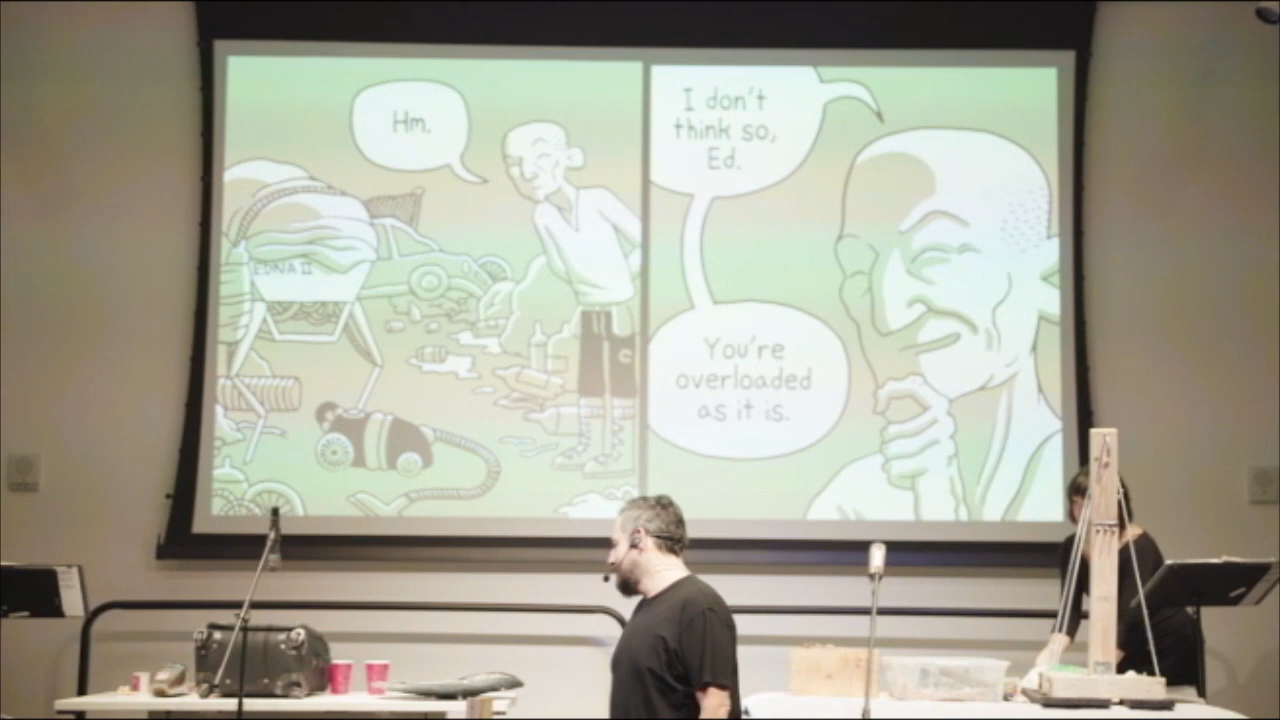 Hm.
EDNA II
I don't
think so,
Ed.
You're
overloaded
as it is.
C